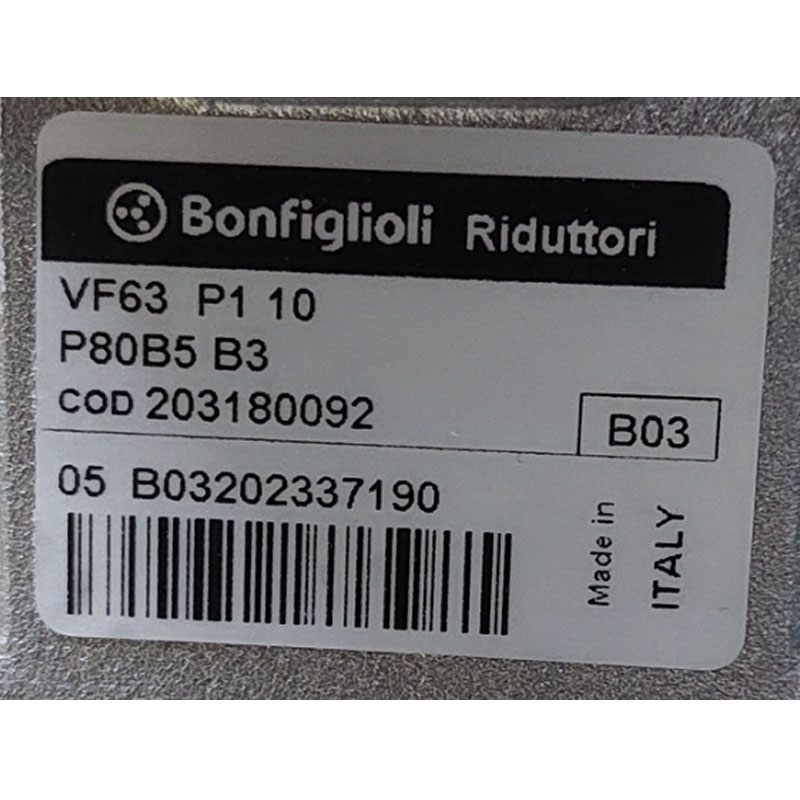 Bonfiglioli Riduttori
VF63 P1 10
P80B5 B3
COD 203180092
B03
05 B03202337190
Made in
ITALY